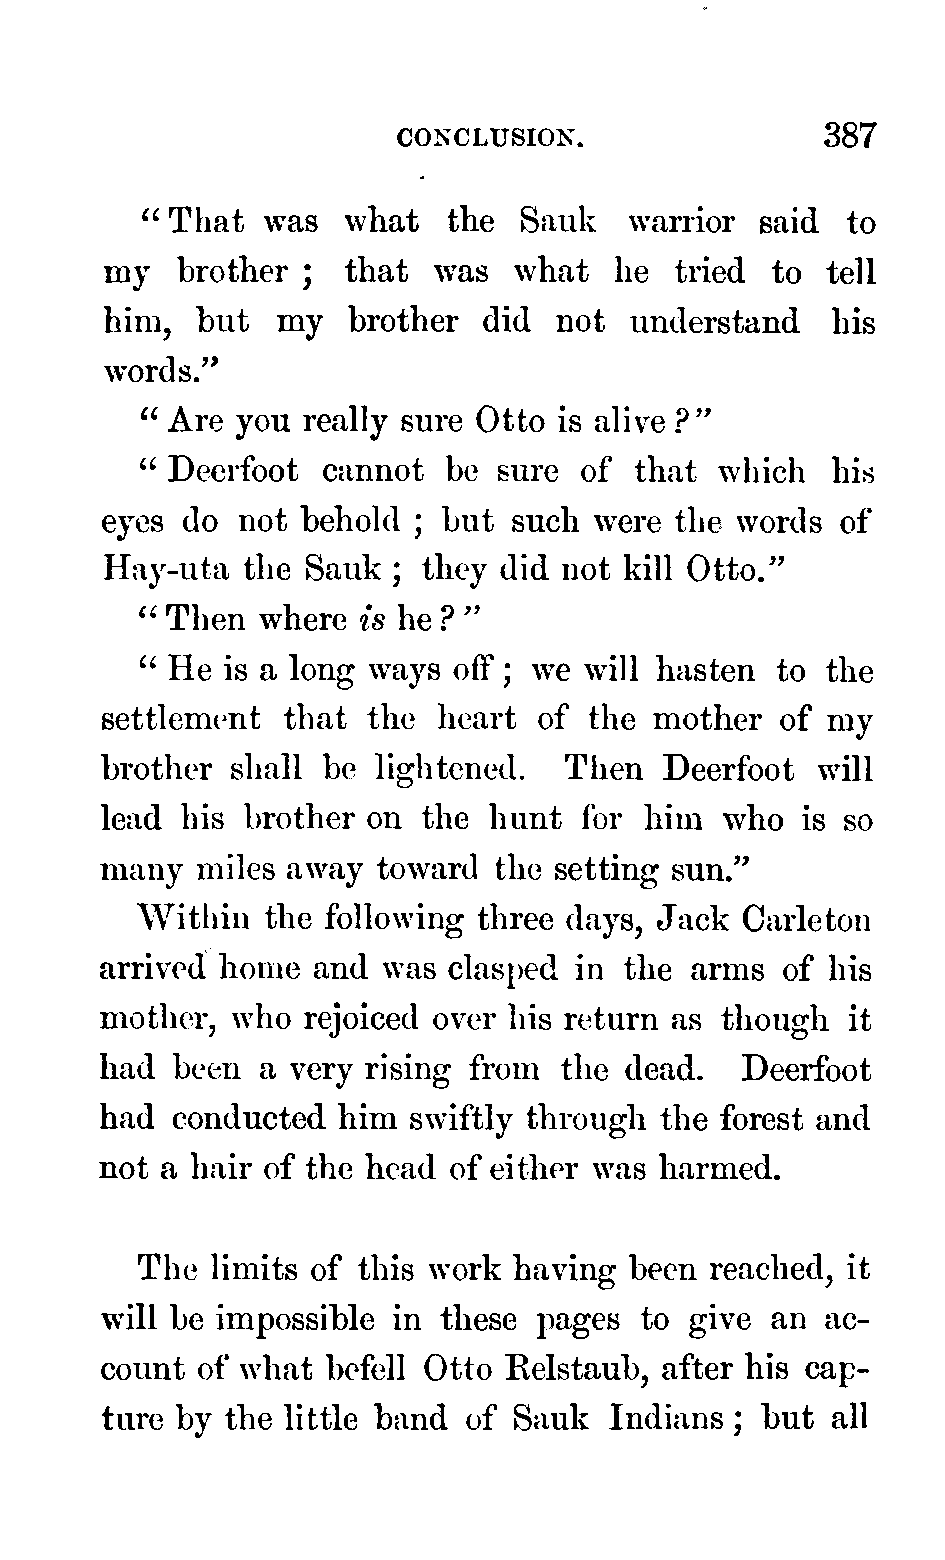 CONCLUSION. 387
"That was what the Sauk warrior said to
my brother ; that was what he tried to tell
him, but my brother did not understand his
words."
"Are you really sure Otto is alive ?"
"Deerfoot cannot be sure of that which his
eyes do not behold ; but such were the words of
Hay-uta the Sauk ; they did not kill Otto."
"Then where is he ?"
"He is a long ways off ; we will hasten to the
settlement that the heart of the mother of my
brother shall be lightened. Then Deerfoot will
lead his brother on the hunt for him who is so
many miles away toward the setting sun."
Within the following three days, Jack Carleton
arrived home and was clasped in the arms of his
mother, who rejoiced over his return as though it
had been a very rising from the dead. Deerfoot
had conducted him swiftly through the forest and
not a hair of the head of either was harmed.
The limits of this work having been reached, it
will be impossible in these pages to give an ac-
count of what befell Otto Relstaub, after his cap-
ture by the little band of Sauk Indians ; but all